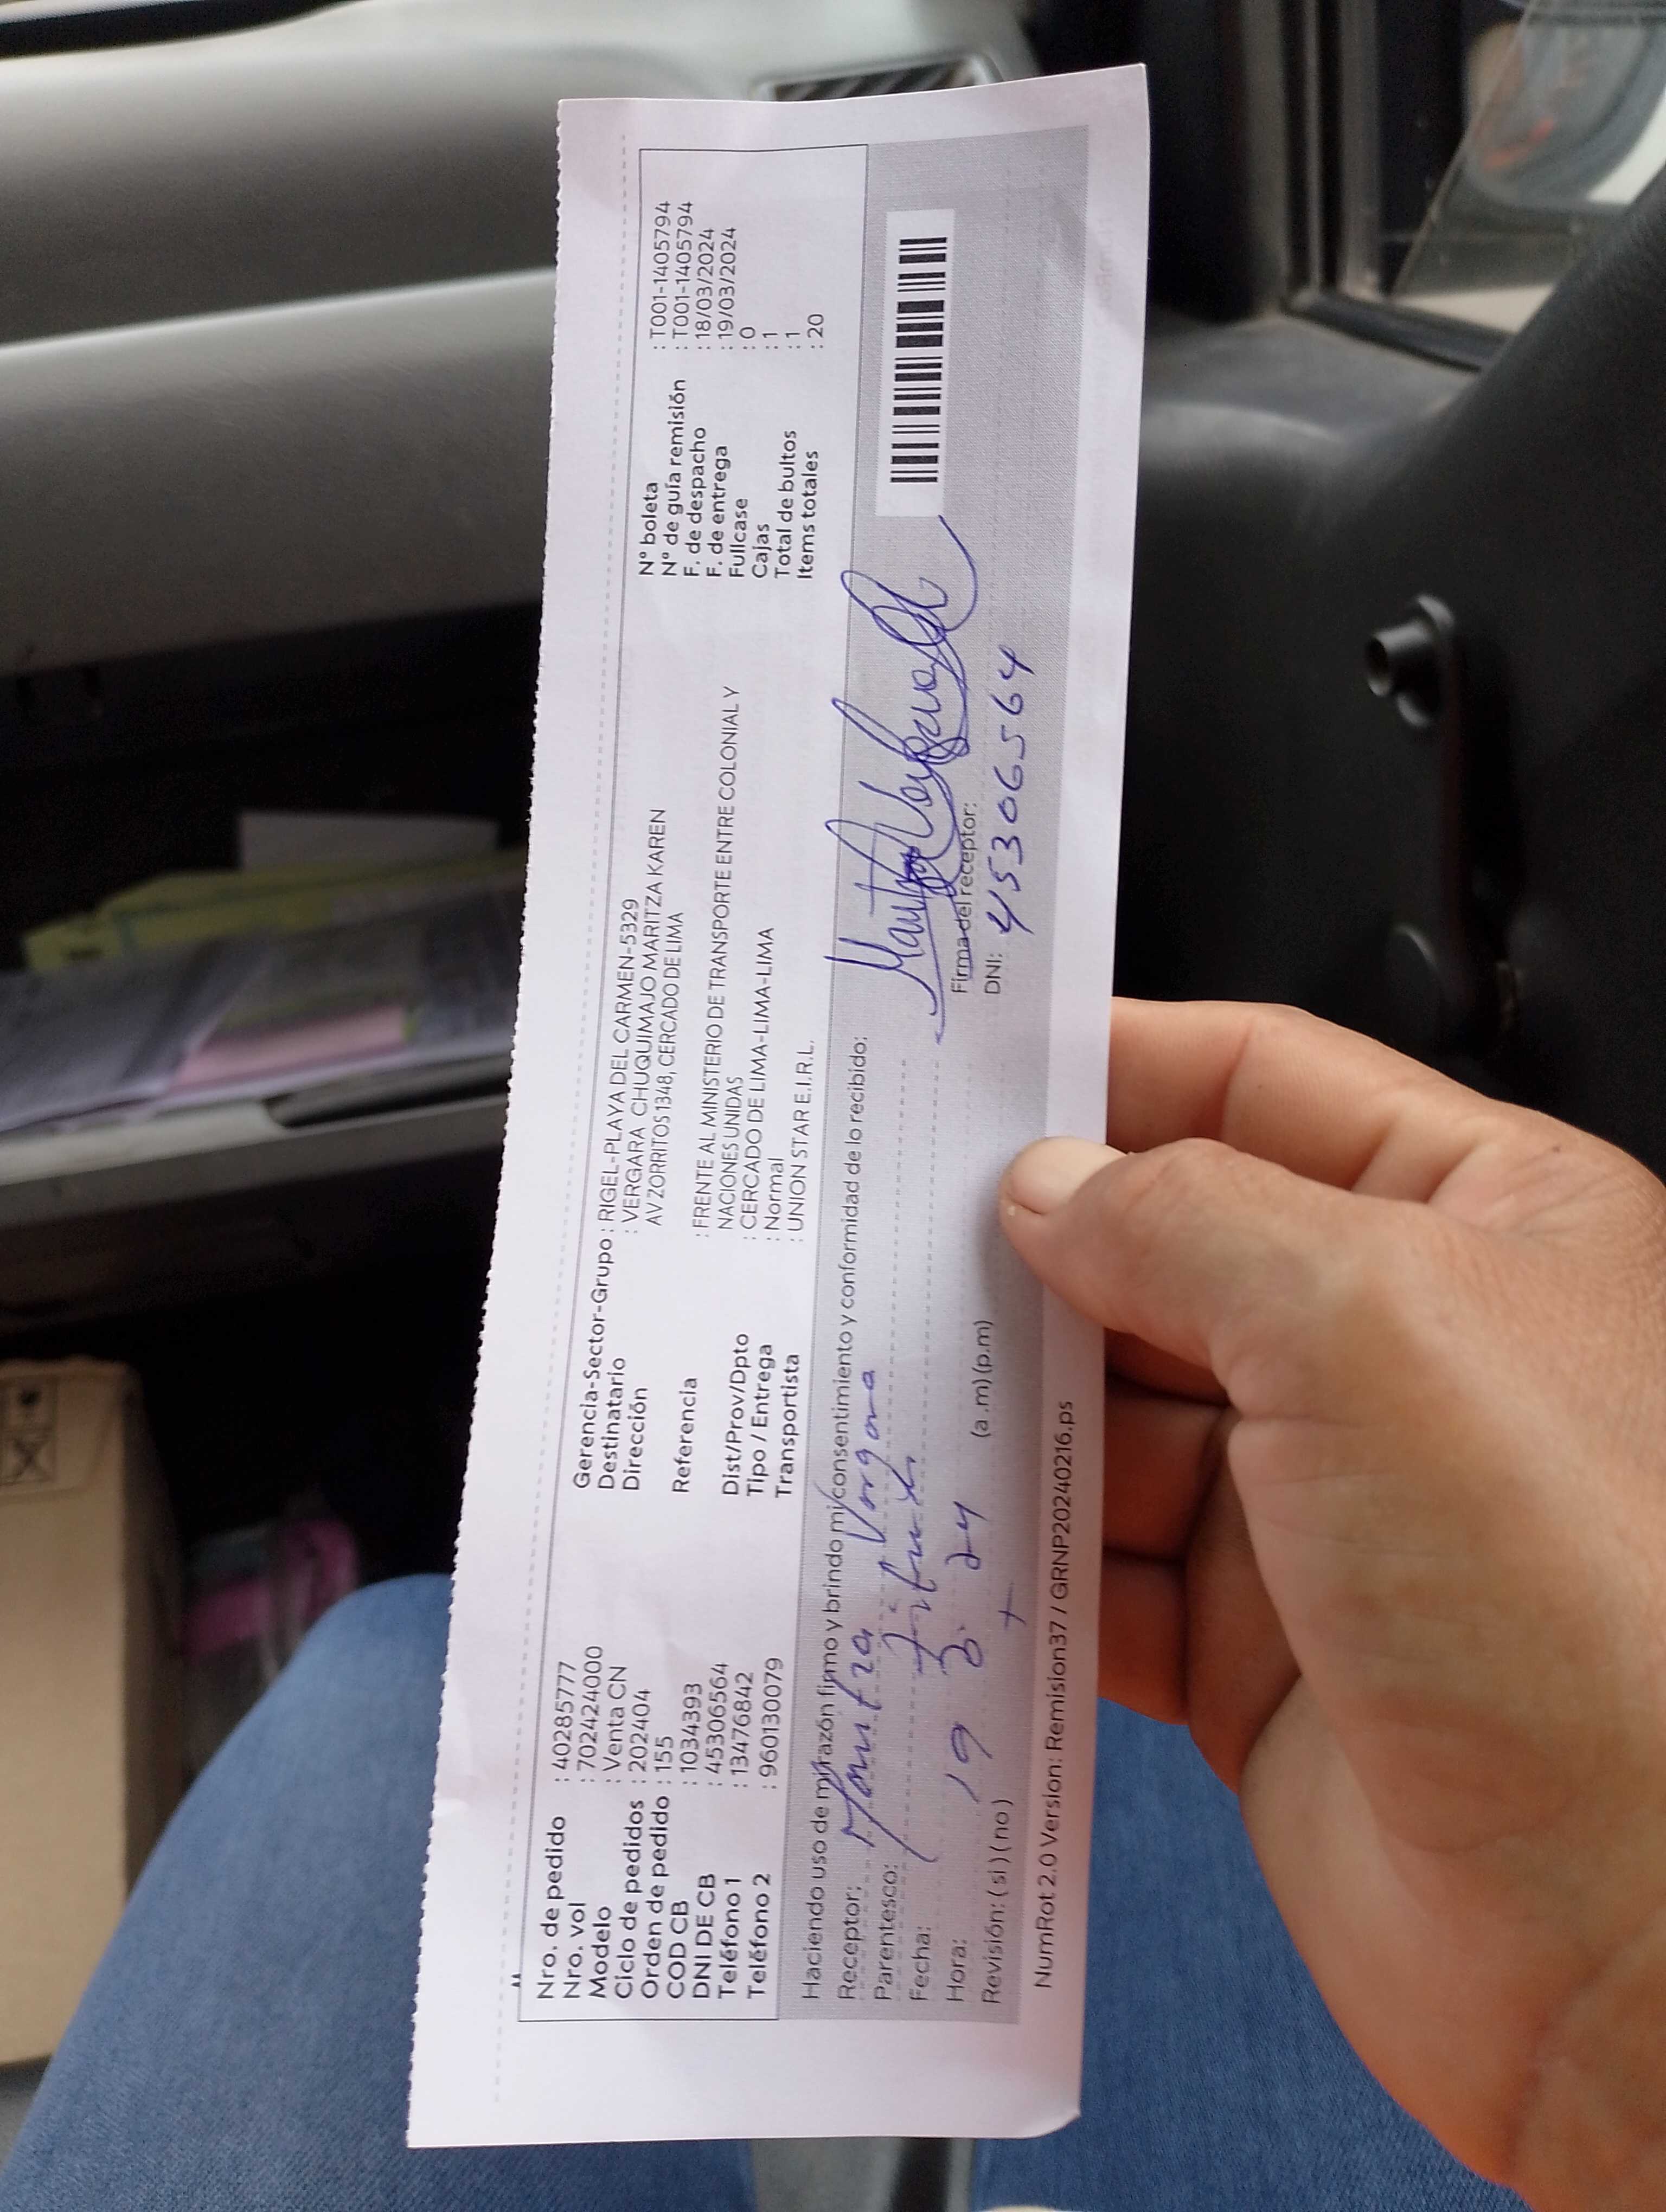 Nro. de pedido : 40285777
Nro. vol : 702424000
Modelo : Venta CN
Ciclo de pedidos : 202404
Orden de pedido : 155
COD CB : 1034393
DNI DE CB : 45306564
Teléfono 1 : 13476842
Teléfono 2 : 960130079
Gerencia-Sector-Grupo : RIGEL-PLAYA DEL CARMEN-5329
Destinatario : VERGARA CHUQUIMAJO MARITZA KAREN
Dirección AV ZORRITOS 1348, CERCADO DE LIMA
Referencia : FRENTE AL MINISTERIO DE TRANSPORTE ENTRE COLONIAL Y
NACIONES UNIDAS
Dist/Prov/Dpto : CERCADO DE LIMA-LIMA-LIMA
Tipo / Entrega : Normal
Transportista : UNION STAR E.I.R.L.
N° boleta : T001-1405794
N° de guía remisión : T001-1405794
F. de despacho : 18/03/2024
F. de entrega : 19/03/2024
Fullcase : 0
Cajas : 1
Total de bultos : 1
Items totales : 20
Haciendo uso de mi razón firmo y brindo mi consentimiento y conformidad de lo recibido:
Receptor: Maritza Vergara
Parentesco:
Fecha: 19 3 24
Hora: (a.m) (p.m)
Revisión: ( si ) ( no )
Firma del receptor:
DNI: 45306564
NumRot 2.0 Version: Remision37 / GRNP20240216.ps